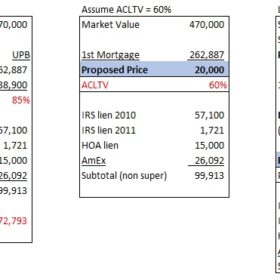 Assume ACLTV = 60%
70,000
Market Value 470,000
UPB
52,887
1st Mortgage 262,887
38,900
Proposed Price 20,000
85%
ACLTV 60%
57,100
IRS lien 2010 57,100
1,721
IRS lien 2011 1,721
15,000
HOA lien 15,000
26,092
AmEx 26,092
99,913
Subtotal (non super) 99,913
72,793